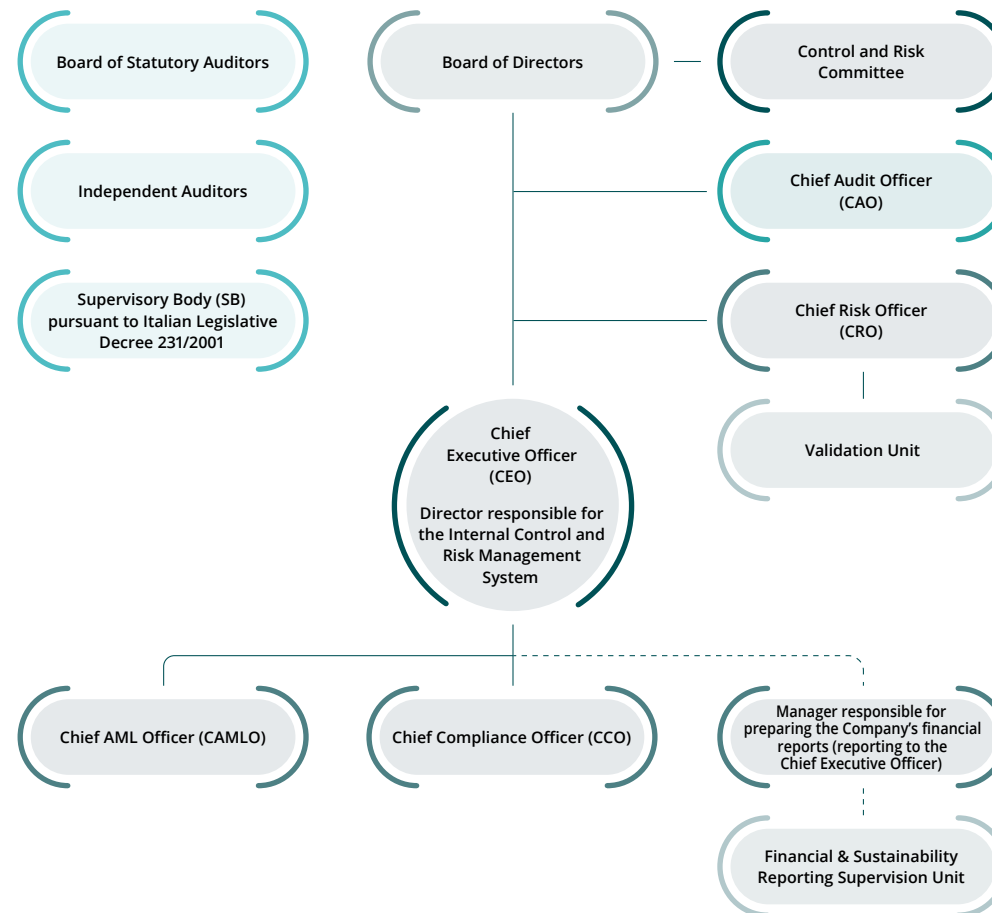 Board of Statutory Auditors
Board of Directors
Control and Risk
Committee
Independent Auditors
Chief Audit Officer
(CAO)
Supervisory Body (SB)
pursuant to Italian Legislative
Decree 231/2001
Chief Risk Officer
(CRO)
Validation Unit
Chief
Executive Officer
(CEO)
Director responsible for
the Internal Control and
Risk Management
System
Chief AML Officer (CAMLO)
Chief Compliance Officer (CCO)
Manager responsible for
preparing the Company’s financial
reports (reporting to the
Chief Executive Officer)
Financial & Sustainability
Reporting Supervision Unit